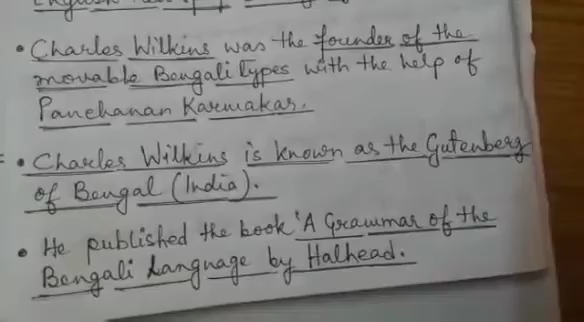 • Charles Wilkins was the founder of the
movable Bengali types with the help of
Panchanan Karmakar.
• Charles Wilkins is known as the Gutenberg
of Bengal (India).
• He published the book 'A Grammar of the
Bengali Language by Halhead.